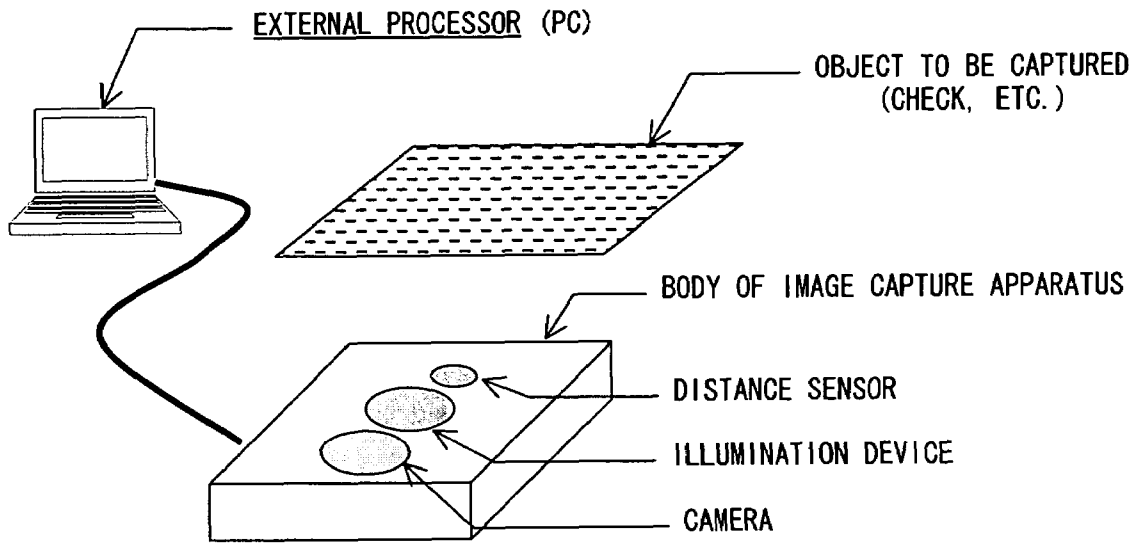 EXTERNAL PROCESSOR (PC)
OBJECT TO BE CAPTURED
(CHECK, ETC.)
BODY OF IMAGE CAPTURE APPARATUS
DISTANCE SENSOR
ILLUMINATION DEVICE
CAMERA